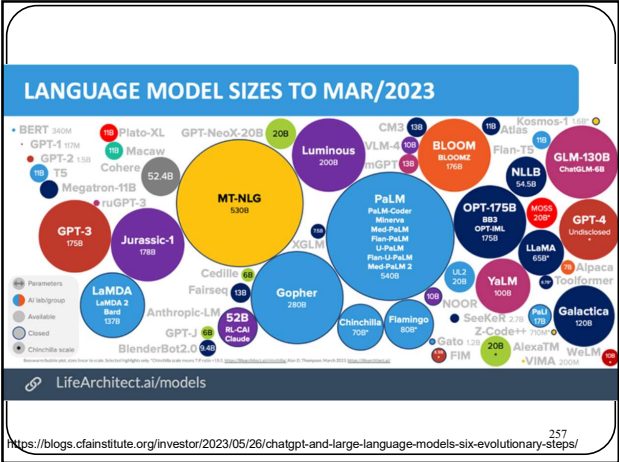 LANGUAGE MODEL SIZES TO MAR/2023
BERT 340M
GPT-1 117M
GPT-2 1.5B
11B T5
Megatron-11B
ruGPT-3
11B Plato-XL
11B Macaw
Cohere
52.4B
GPT-NeoX-20B
20B
MT-NLG
530B
Luminous
200B
CM3 13B
VLM-4 10B
mGPT 13B
BLOOM
BLOOMZ
176B
11B Atlas
Kosmos-1 1.6B*
Flan-T5 11B
NLLB
54.5B
GLM-130B
ChatGLM-6B
GPT-3
175B
Jurassic-1
178B
PaLM
PaLM-Coder
Minerva
Med-PaLM
Flan-PaLM
U-PaLM
Flan-U-PaLM
Med-PaLM 2
540B
7.5B
XGLM
OPT-175B
BB3
OPT-IML
175B
MOSS
20B*
GPT-4
Undisclosed
*
LLaMA
65B*
7B Alpaca
Toolformer
Cedille 6B
Fairseq 13B
Gopher
280B
UL2
20B
YaLM
100B
LaMDA
LaMDA 2
Bard
137B
Anthropic-LM
52B
RL-CAI
Claude
10B
NOOR
SeeKeR 2.7B
PaLI
17B
Galactica
120B
GPT-J 6B
BlenderBot2.0 9.4B
Chinchilla
70B*
Flamingo
80B*
Gato 1.2B
FIM
Z-Code++ 710M*
20B
*
AlexaTM
VIMA 200M
WeLM
10B
*
Parameters
AI lab/group
Available
Closed
Chinchilla scale
LifeArchitect.ai/models
257
https://blogs.cfainstitute.org/investor/2023/05/26/chatgpt-and-large-language-models-six-evolutionary-steps/